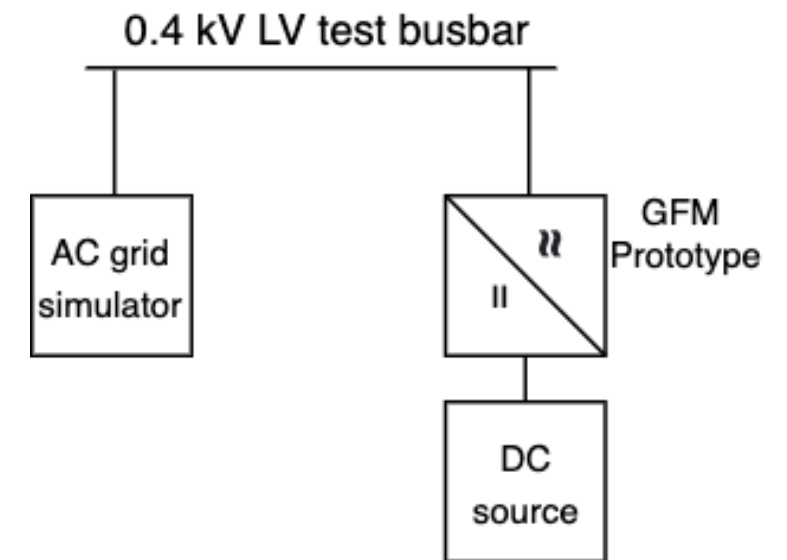 0.4 kV LV test busbar
AC grid
simulator
GFM
Prototype
DC
source